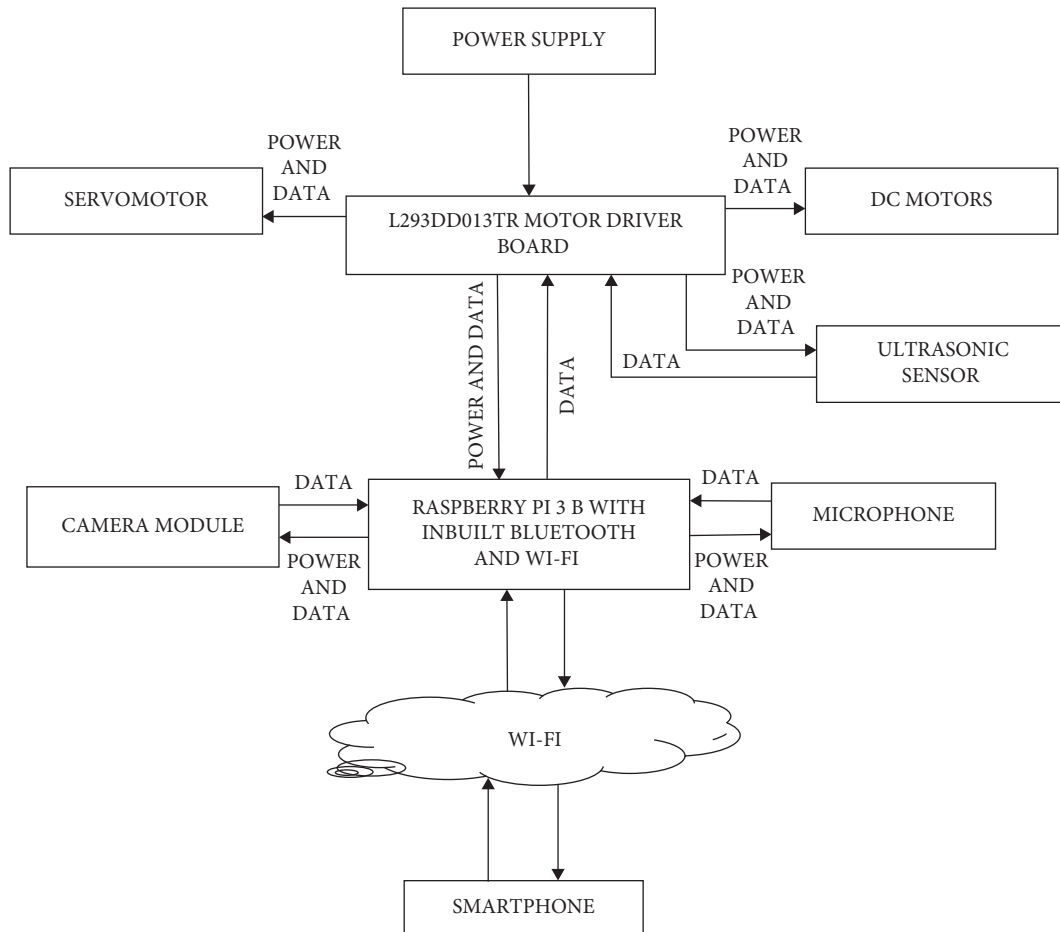 POWER SUPPLY
POWER
AND
DATA
SERVOMOTOR
L293DD013TR MOTOR DRIVER
BOARD
POWER
AND
DATA
DC MOTORS
POWER AND DATA
DATA
POWER
AND
DATA
DATA
ULTRASONIC
SENSOR
CAMERA MODULE
DATA
POWER
AND
DATA
RASPBERRY PI 3 B WITH
INBUILT BLUETOOTH
AND WI-FI
DATA
POWER
AND
DATA
MICROPHONE
WI-FI
SMARTPHONE